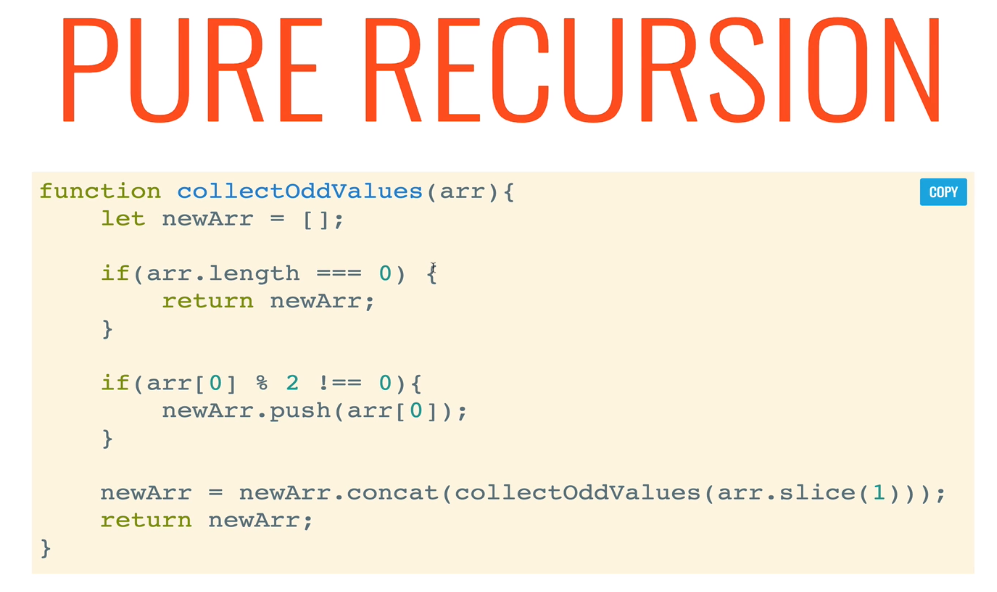 PURE RECURSION
function collectOddValues(arr){
COPY
    let newArr = [];
    if(arr.length === 0) {
        return newArr;
    }
    if(arr[0] % 2 !== 0){
        newArr.push(arr[0]);
    }
    newArr = newArr.concat(collectOddValues(arr.slice(1)));
    return newArr;
}